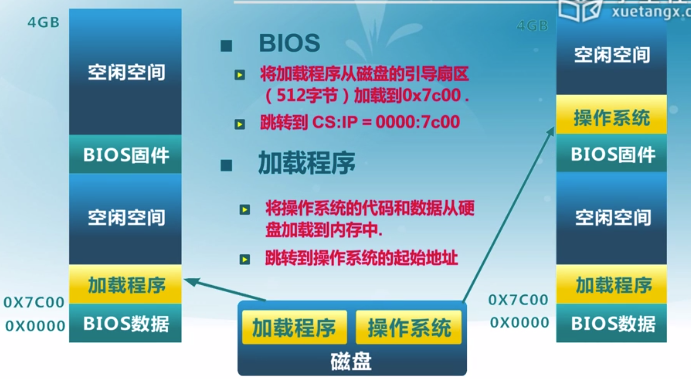 4GB
空闲空间
BIOS固件
空闲空间
加载程序
0X7C00
0X0000
BIOS数据
BIOS
将加载程序从磁盘的引导扇区
（512字节）加载到0x7c00 .
跳转到 CS:IP = 0000:7c00
加载程序
将操作系统的代码和数据从硬
盘加载到内存中.
跳转到操作系统的起始地址
加载程序
操作系统
磁盘
xuetangx.c
4GB
空闲空间
操作系统
BIOS固件
空闲空间
加载程序
0X7C00
0X0000
BIOS数据